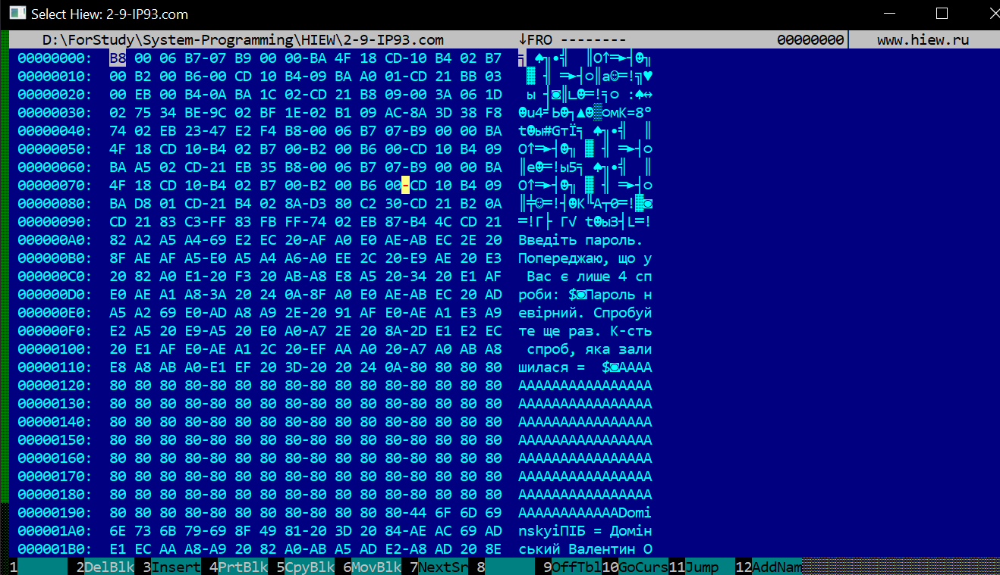 Select Hiew: 2-9-IP93.com
D:\ForStudy\System-Programming\HIEW\2-9-IP93.com ↓FRO -------- 00000000 www.hiew.ru
00000000: B8 00 06 B7-07 B9 00 00-BA 4F 18 CD-10 B4 02 B7
00000010: 00 B2 00 B6-00 CD 10 B4-09 BA A0 01-CD 21 BB 03
00000020: 00 EB 00 B4-0A BA 1C 02-CD 21 B8 09-00 3A 06 1D
00000030: 02 75 34 BE-9C 02 BF 1E-02 B1 09 AC-8A 3D 38 F8
00000040: 74 02 EB 23-47 E2 F4 B8-00 06 B7 07-B9 00 00 BA
00000050: 4F 18 CD 10-B4 02 B7 00-B2 00 B6 00-CD 10 B4 09
00000060: BA A5 02 CD-21 EB 35 B8-00 06 B7 07-B9 00 00 BA
00000070: 4F 18 CD 10-B4 02 B7 00-B2 00 B6 00-CD 10 B4 09
00000080: BA D8 01 CD-21 B4 02 8A-D3 80 C2 30-CD 21 B2 0A
00000090: CD 21 83 C3-FF 83 FB FF-74 02 EB 87-B4 4C CD 21
000000A0: 82 A2 A5 A4-69 E2 EC 20-AF A0 E0 AE-AB EC 2E 20 Введiть пароль.
000000B0: 8F AE AF A5-E0 A5 A4 A6-A0 EE 2C 20-E9 AE 20 E3 Попереджаю, що у
000000C0: 20 82 A0 E1-20 F3 20 AB-A8 E8 A5 20-34 20 E1 AF Вас є лише 4 сп
000000D0: E0 AE A1 A8-3A 20 24 0A-8F A0 E0 AE-AB EC 20 AD роби: $◙Пароль н
000000E0: A5 A2 69 E0-AD A8 A9 2E-20 91 AF E0-AE A1 E3 A9 евiрний. Спробуй
000000F0: E2 A5 20 E9-A5 20 E0 A0-A7 2E 20 8A-2D E1 E2 EC те ще раз. К-сть
00000100: 20 E1 AF E0-AE A1 2C 20-EF AA A0 20-A7 A0 AB A8 спроб, яка зали
00000110: E8 A8 AB A0-E1 EF 20 3D-20 20 24 0A-80 80 80 80 шилася = $◙АААА
00000120: 80 80 80 80-80 80 80 80-80 80 80 80-80 80 80 80 АААААААААААААААА
00000130: 80 80 80 80-80 80 80 80-80 80 80 80-80 80 80 80 АААААААААААААААА
00000140: 80 80 80 80-80 80 80 80-80 80 80 80-80 80 80 80 АААААААААААААААА
00000150: 80 80 80 80-80 80 80 80-80 80 80 80-80 80 80 80 АААААААААААААААА
00000160: 80 80 80 80-80 80 80 80-80 80 80 80-80 80 80 80 АААААААААААААААА
00000170: 80 80 80 80-80 80 80 80-80 80 80 80-80 80 80 80 АААААААААААААААА
00000180: 80 80 80 80-80 80 80 80-80 80 80 80-80 80 80 80 АААААААААААААААА
00000190: 80 80 80 80-80 80 80 80-80 80 80 80-44 6F 6D 69 ААААААААААААDomi
000001A0: 6E 73 6B 79-69 8F 49 81-20 3D 20 84-AE AC 69 AD nskyiПIБ = Домiн
000001B0: E1 EC AA A8-A9 20 82 A0-AB A5 AD E2-A8 AD 20 8E ський Валентин О
1 2DelBlk 3Insert 4PrtBlk 5CpyBlk 6MovBlk 7NextSr 8 9OffTbl 10GoCurs 11Jump 12AddNam